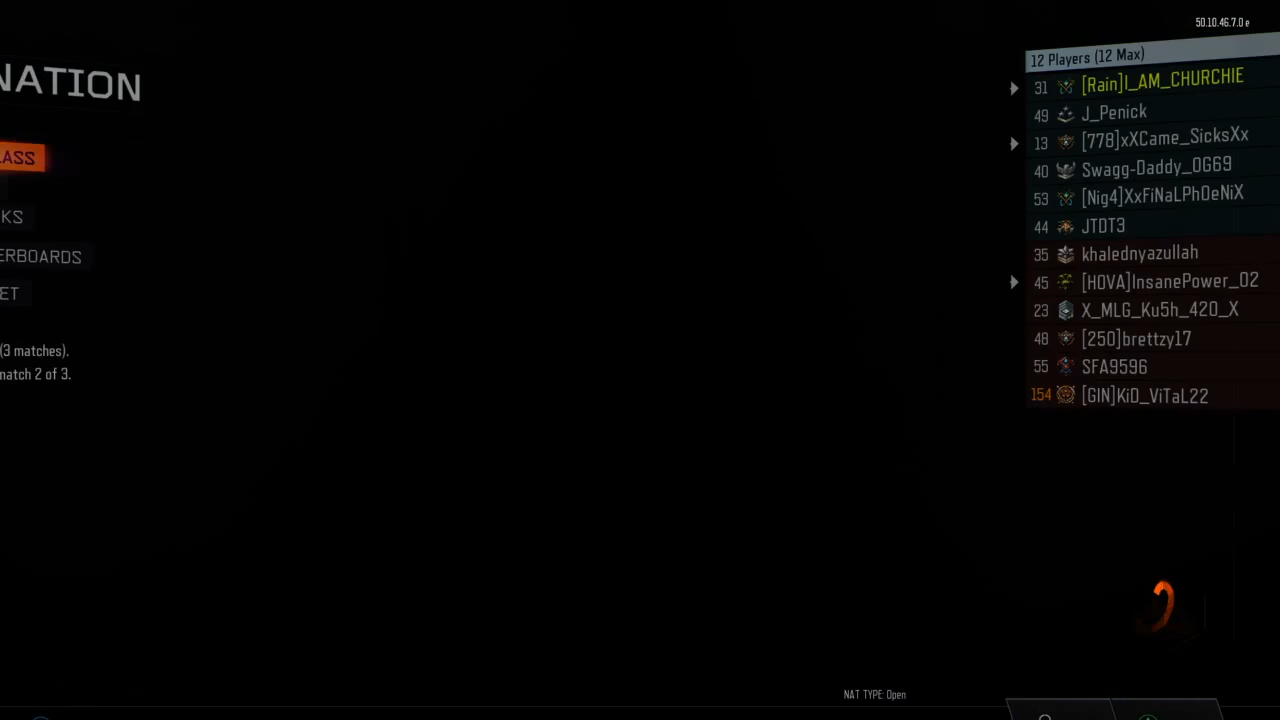 50.10.46.7.0 e
NATION
12 Players (12 Max)
31 [Rain]I_AM_CHURCHIE
LASS
49 J_Penick
13 [778]xXCame_SicksXx
40 Swagg-Daddy_OG69
53 [Nig4]XxFiNaLPhOeNiX
KS
44 JTDT3
ERBOARDS
35 khalednyazullah
45 [HOVA]InsanePower_02
ET
23 X_MLG_Ku5h_420_X
48 [250]brettzy17
(3 matches).
55 SFA9596
match 2 of 3.
154 [GIN]KiD_ViTaL22
NAT TYPE: Open